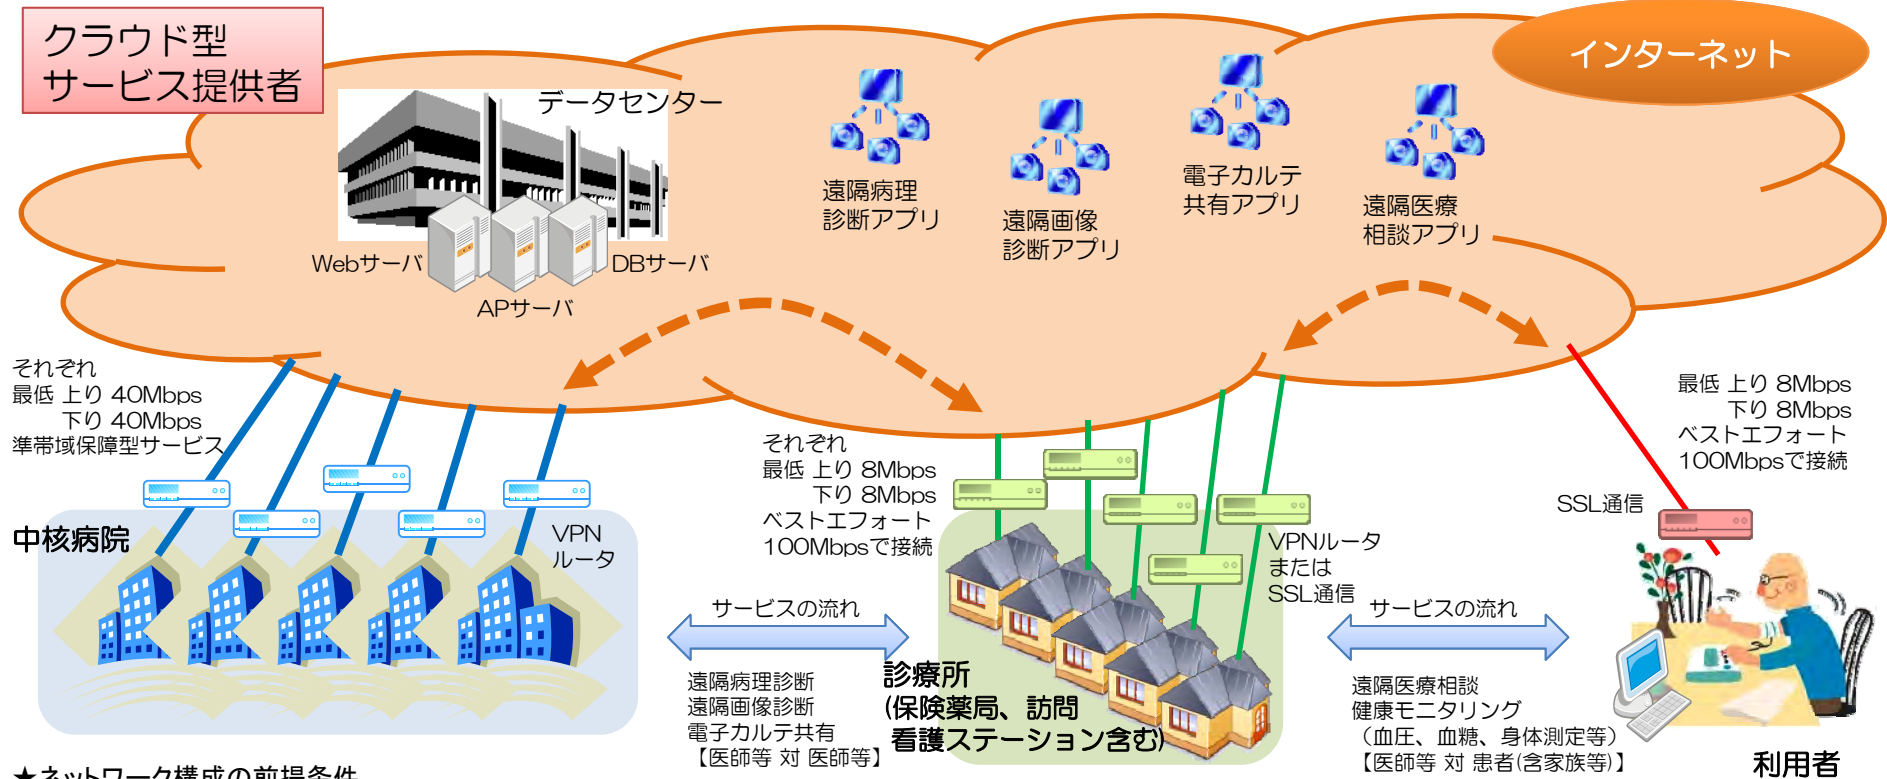 クラウド型
サービス提供者
インターネット
データセンター
Webサーバ
APサーバ
DBサーバ
遠隔病理
診断アプリ
遠隔画像
診断アプリ
電子カルテ
共有アプリ
遠隔医療
相談アプリ
それぞれ
最低 上り 40Mbps
下り 40Mbps
準帯域保障型サービス
中核病院
VPN
ルータ
それぞれ
最低 上り 8Mbps
下り 8Mbps
ベストエフォート
100Mbpsで接続
VPNルータ
または
SSL通信
最低 上り 8Mbps
下り 8Mbps
ベストエフォート
100Mbpsで接続
SSL通信
サービスの流れ
遠隔病理診断
遠隔画像診断
電子カルテ共有
【医師等 対 医師等】
診療所
(保険薬局、訪問
看護ステーション含む)
サービスの流れ
遠隔医療相談
健康モニタリング
(血圧、血糖、身体測定等)
【医師等 対 患者(含家族等)】
利用者
★ネットワーク構成の前提条件